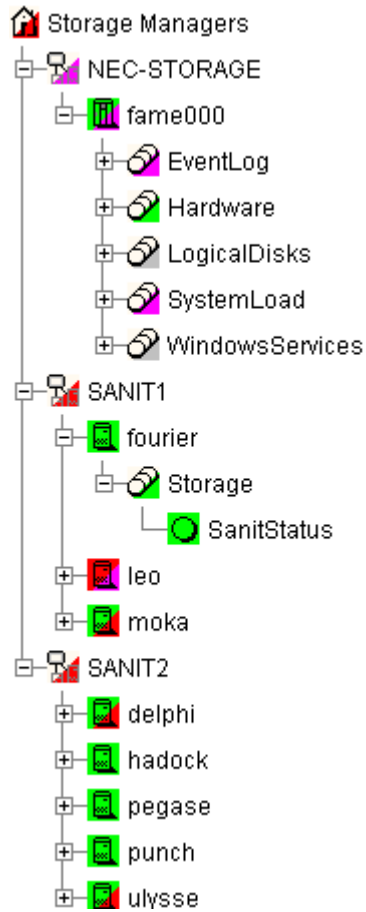 Storage Managers
NEC-STORAGE
fame000
EventLog
Hardware
LogicalDisks
SystemLoad
WindowsServices
SANIT1
fourier
Storage
SanitStatus
leo
moka
SANIT2
delphi
hadock
pegase
punch
ulysse